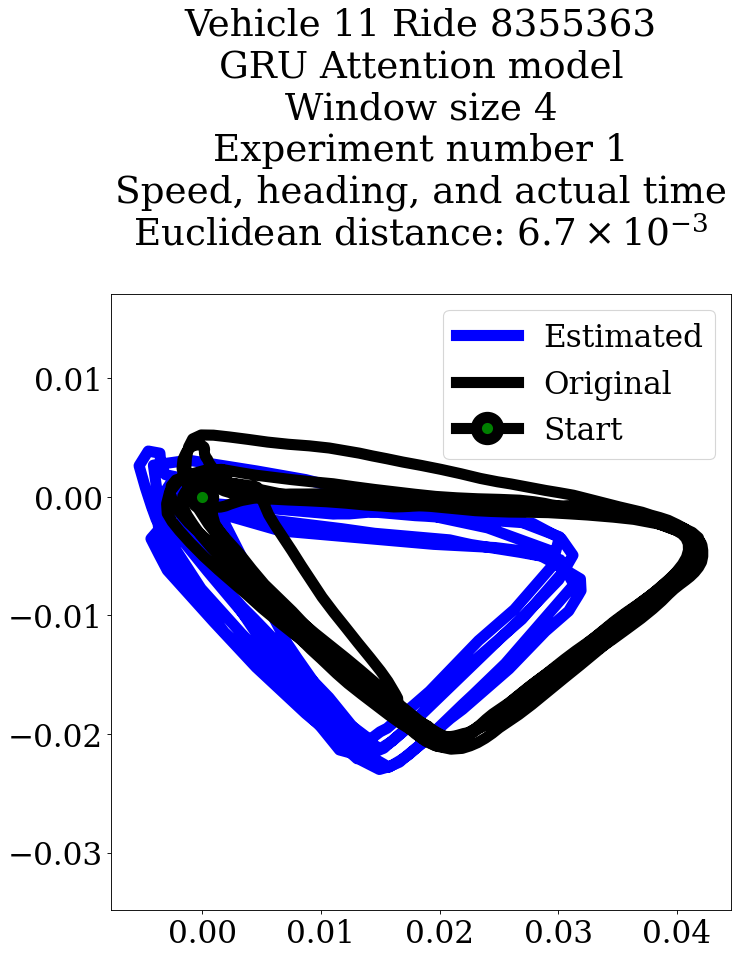 Vehicle 11 Ride 8355363
GRU Attention model
Window size 4
Experiment number 1
Speed, heading, and actual time
Euclidean distance: 6.7 × 10⁻³
Estimated
Original
Start
0.01
0.00
−0.01
−0.02
−0.03
0.00 0.01 0.02 0.03 0.04